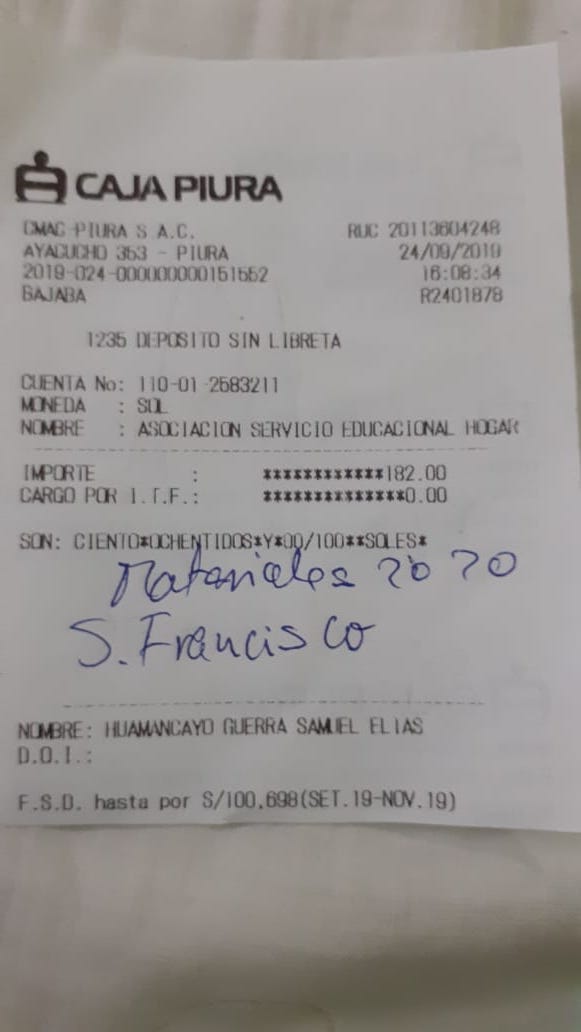 CAJA PIURA
CMAC-PIURA S A.C. RUC 20113604248
AYACUCHO 353 - PIURA 24/09/2019
2019-024-000000000151552 16:08:34
BAJABA R2401878
1235 DEPOSITO SIN LIBRETA
CUENTA No: 110-01-2583211
MONEDA : SOL
NOMBRE : ASOCIACION SERVICIO EDUCACIONAL HOGAR
IMPORTE : ************182.00
CARGO POR I.T.F.: **************0.00
SON: CIENTO*OCHENTIDOS*Y*00/100**SOLES*
Materiales 2020
S. Francisco
NOMBRE: HUAMANCAYO GUERRA SAMUEL ELIAS
D.O.I.:
F.S.D. hasta por S/100,698(SET.19-NOV.19)